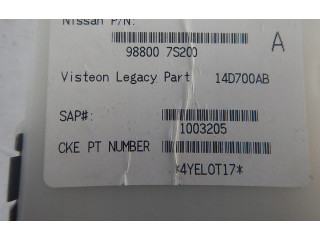 Nissan P/N:
98800 7S200
A
Visteon Legacy Part 14D700AB
SAP#:
1003205
CKE PT NUMBER
*4YELOT17*